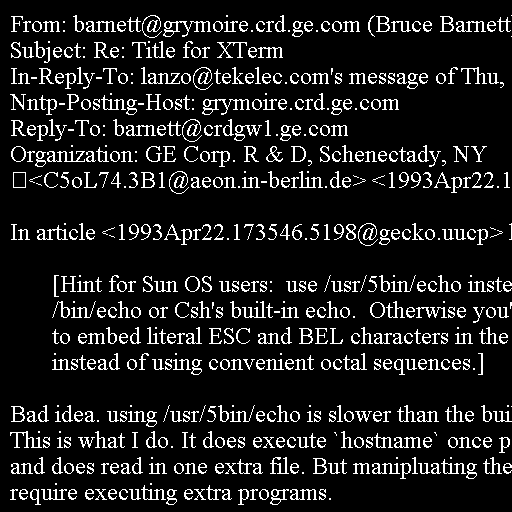 From: barnett@grymoire.crd.ge.com (Bruce Barnett)
Subject: Re: Title for XTerm
In-Reply-To: lanzo@tekelec.com's message of Thu,
Nntp-Posting-Host: grymoire.crd.ge.com
Reply-To: barnett@crdgw1.ge.com
Organization: GE Corp. R & D, Schenectady, NY
<C5oL74.3B1@aeon.in-berlin.de> <1993Apr22.1
In article <1993Apr22.173546.5198@gecko.uucp>
[Hint for Sun OS users:  use /usr/5bin/echo inste
/bin/echo or Csh's built-in echo.  Otherwise you'
to embed literal ESC and BEL characters in the
instead of using convenient octal sequences.]
Bad idea. using /usr/5bin/echo is slower than the bui
This is what I do. It does execute `hostname` once p
and does read in one extra file. But manipluating the
require executing extra programs.